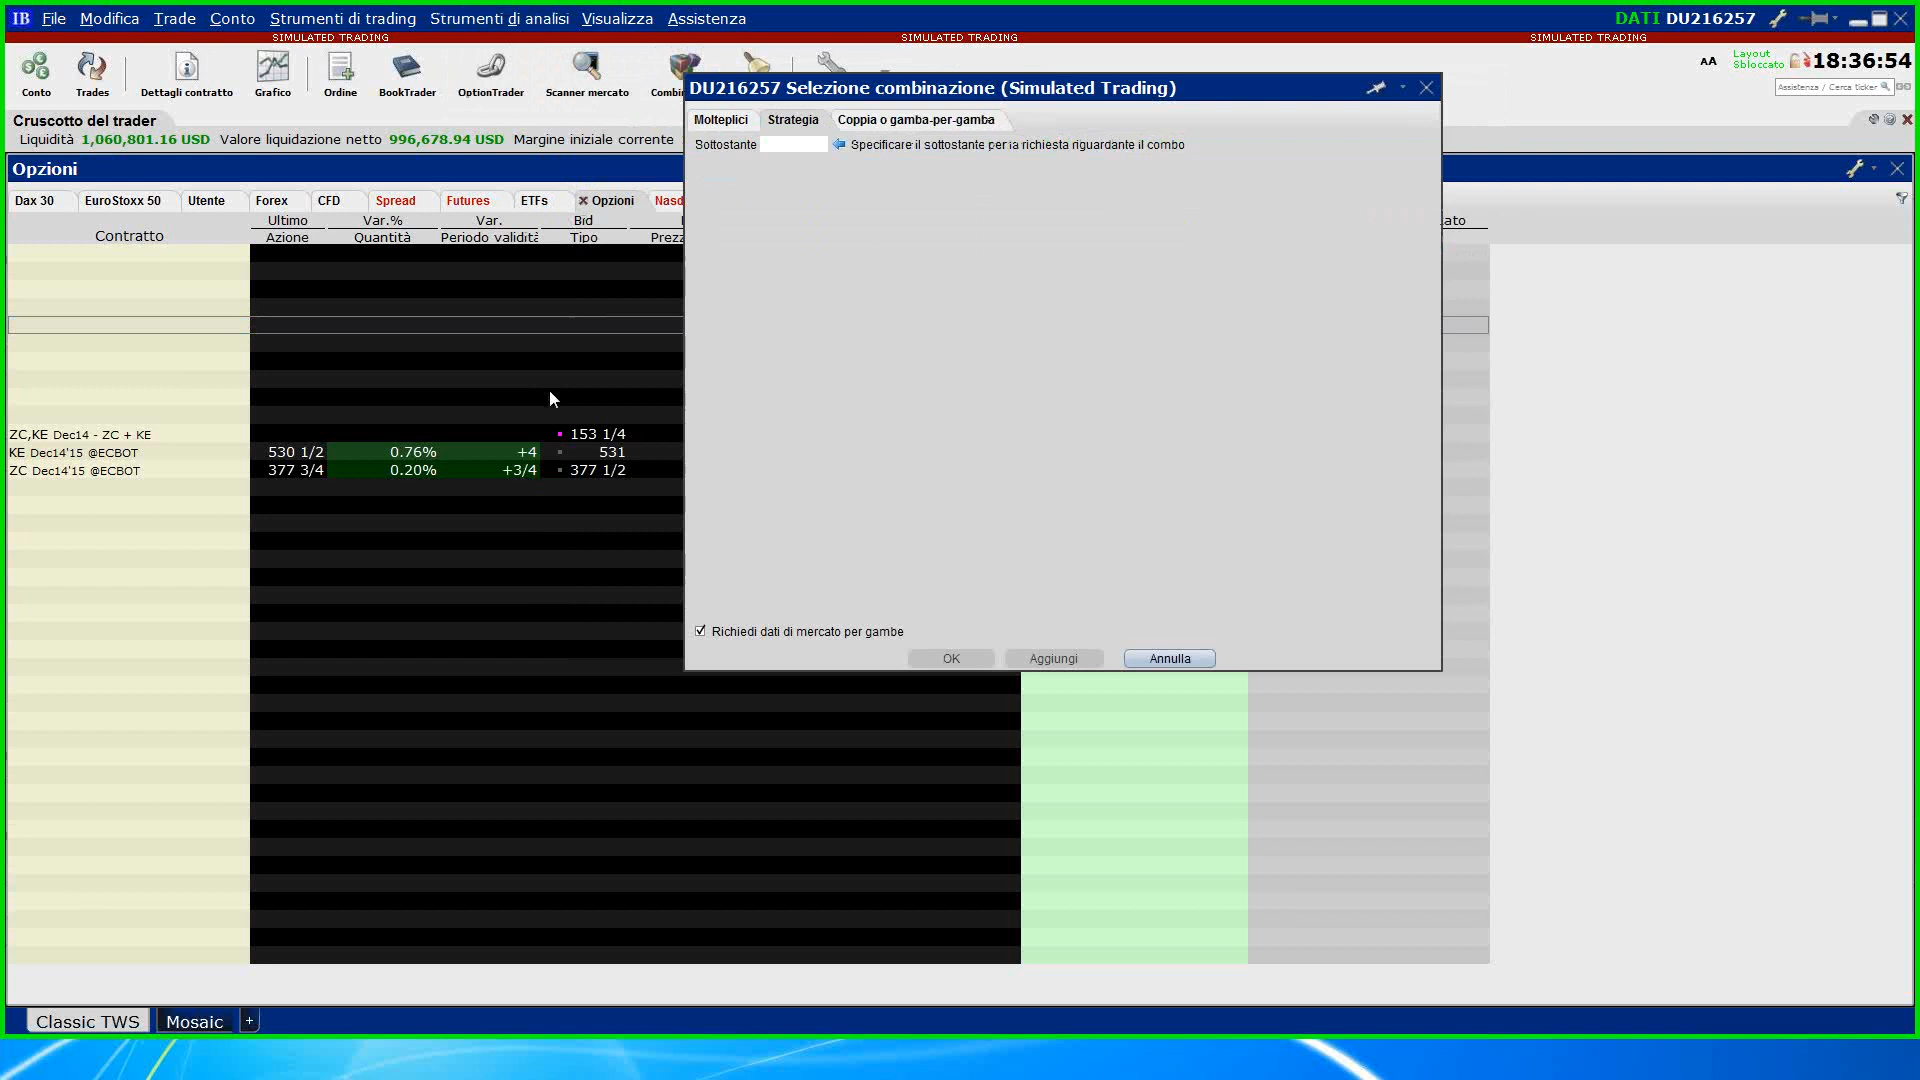 IB File Modifica Trade Conto Strumenti di trading Strumenti di analisi Visualizza Assistenza DATI DU216257
SIMULATED TRADING SIMULATED TRADING SIMULATED TRADING
Conto Trades Dettagli contratto Grafico Ordine BookTrader OptionTrader Scanner mercato Combi
AA Layout Sbloccato 18:36:54
Assistenza / Cerca ticker
Cruscotto del trader
Liquidità 1,060,801.16 USD Valore liquidazione netto 996,678.94 USD Margine iniziale corrente
Opzioni
Dax 30 EuroStoxx 50 Utente Forex CFD Spread Futures ETFs Opzioni Nasd
Contratto
Ultimo Var.% Var. Bid
Azione Quantità Periodo validità Tipo Prezz
ato
ZC,KE Dec14 - ZC + KE 153 1/4
KE Dec14'15 @ECBOT 530 1/2 0.76% +4 531
ZC Dec14'15 @ECBOT 377 3/4 0.20% +3/4 377 1/2
DU216257 Selezione combinazione (Simulated Trading)
Molteplici Strategia Coppia o gamba-per-gamba
Sottostante Specificare il sottostante per la richiesta riguardante il combo
Richiedi dati di mercato per gambe
OK Aggiungi Annulla
Classic TWS Mosaic +